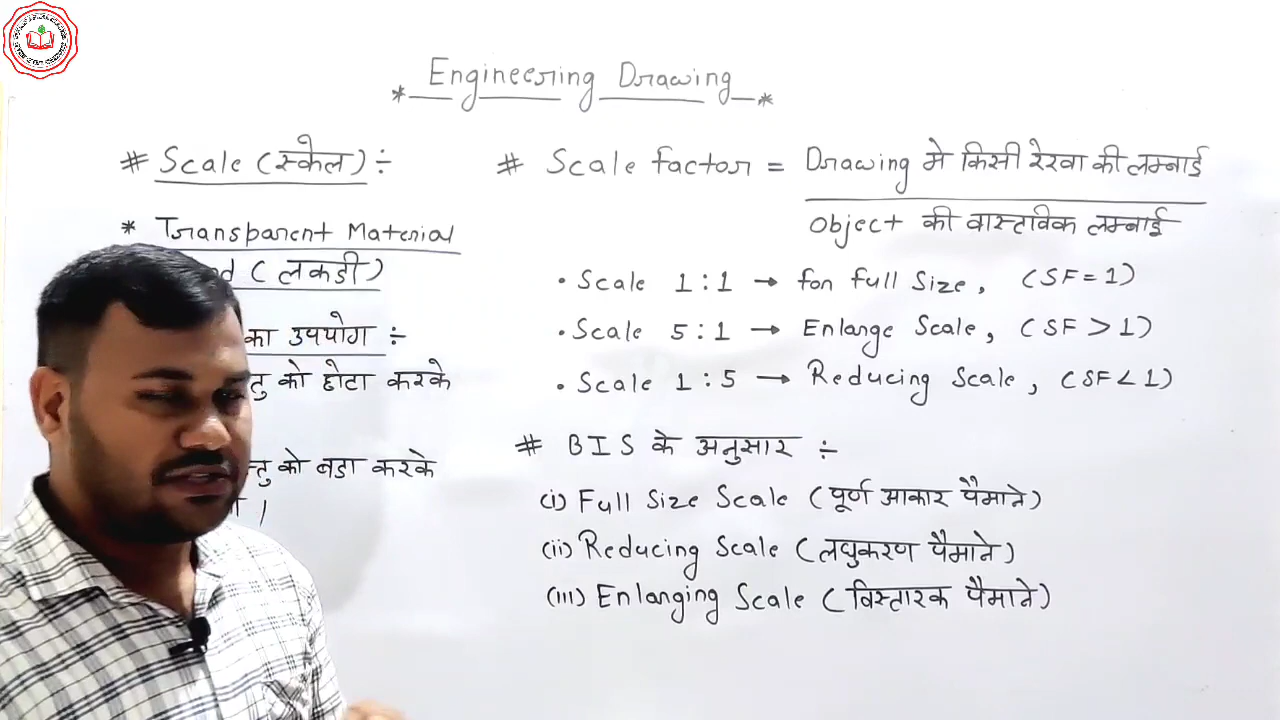 * Engineering Drawing *
# Scale (स्केल) ÷
* Transparent Material
(लकडी)
का उपयोग ÷
को छोटा करके
को बडा करके
# Scale factor = Drawing मे किसी रेखा की लम्बाई
Object की वास्तविक लम्बाई
• Scale 1 : 1 → for full Size, (SF = 1)
• Scale 5 : 1 → Enlarge Scale, (SF > 1)
• Scale 1 : 5 → Reducing Scale, (SF < 1)
# BIS के अनुसार ÷
(i) Full Size Scale (पूर्ण आकार पैमाने)
(ii) Reducing Scale (लघुकरण पैमाने)
(iii) Enlarging Scale (विस्तारक पैमाने)